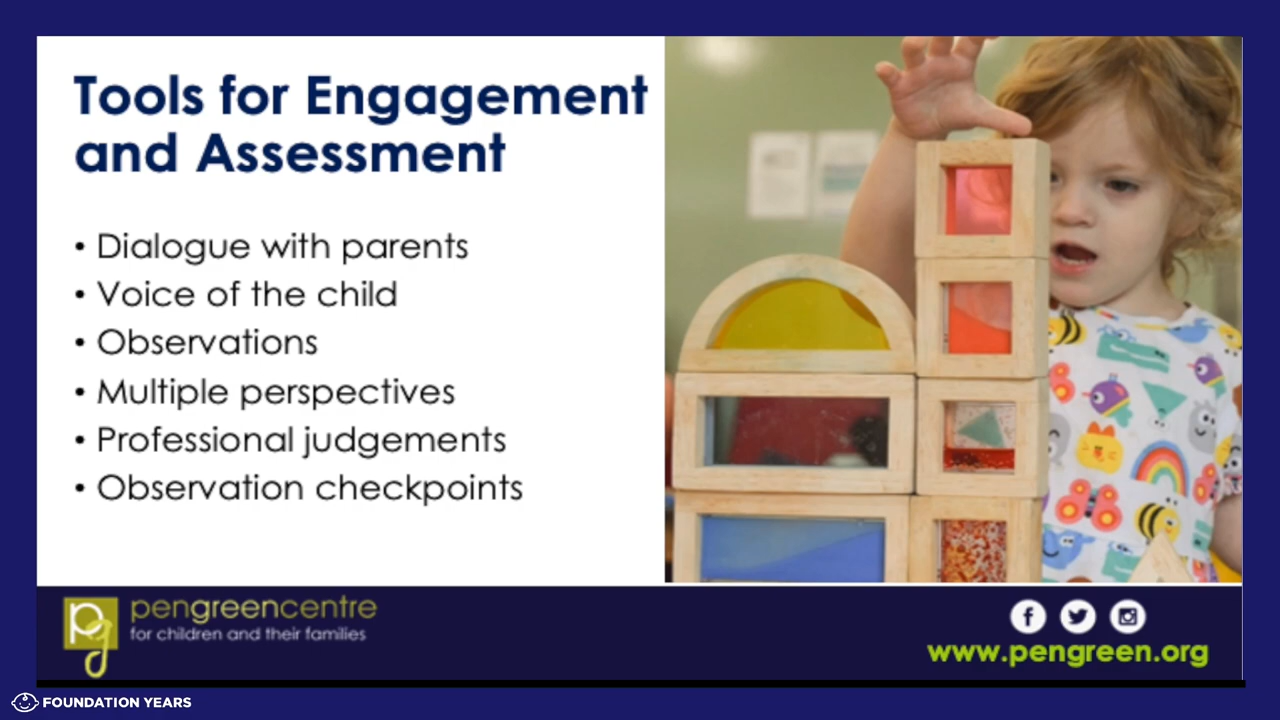 Tools for Engagement
and Assessment
• Dialogue with parents
• Voice of the child
• Observations
• Multiple perspectives
• Professional judgements
• Observation checkpoints
pg
pengreencentre
for children and their families
www.pengreen.org
FOUNDATION YEARS